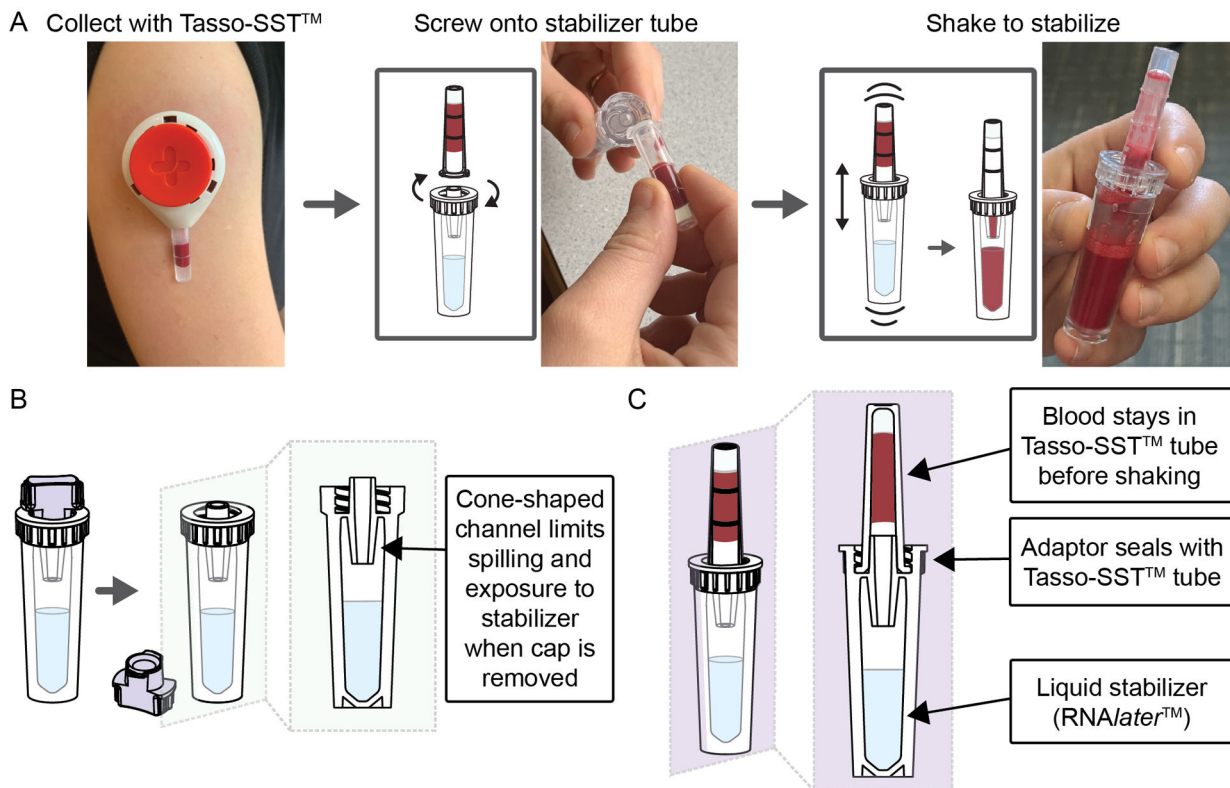 A
Collect with Tasso-SST™
Screw onto stabilizer tube
Shake to stabilize
B
Cone-shaped
channel limits
spilling and
exposure to
stabilizer
when cap is
removed
C
Blood stays in
Tasso-SST™ tube
before shaking
Adaptor seals with
Tasso-SST™ tube
Liquid stabilizer
(RNAlater™)